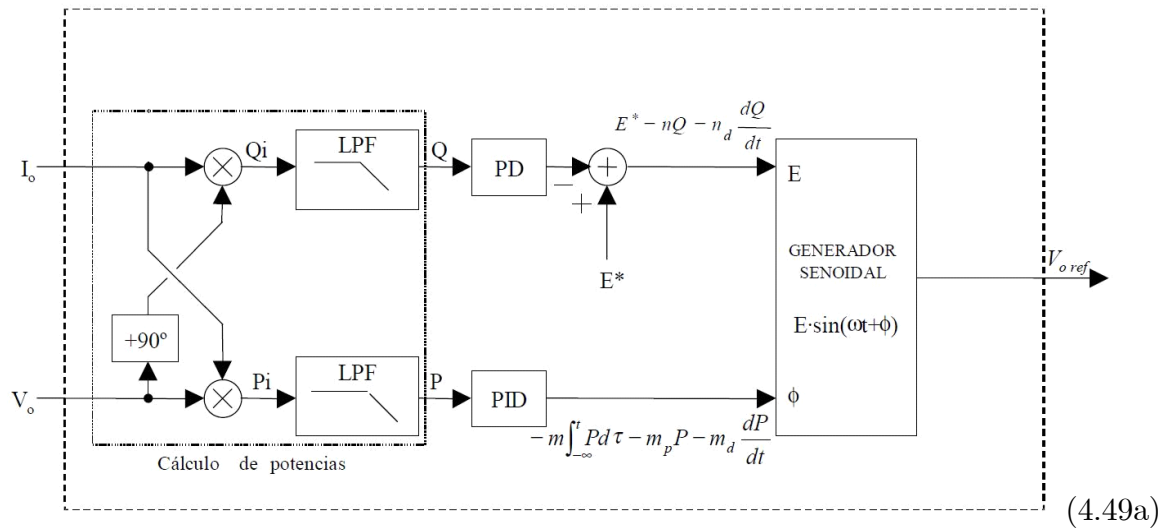 E* − nQ − n_d dQ/dt
I_o
Qi
LPF
Q
PD
−
+
+
E
E*
GENERADOR
SENOIDAL
E·sin(ωt+ϕ)
V_o ref
+90º
V_o
Pi
LPF
P
PID
ϕ
− m∫_{−∞}^{t} Pdτ − m_p P − m_d dP/dt
Cálculo de potencias
(4.49a)